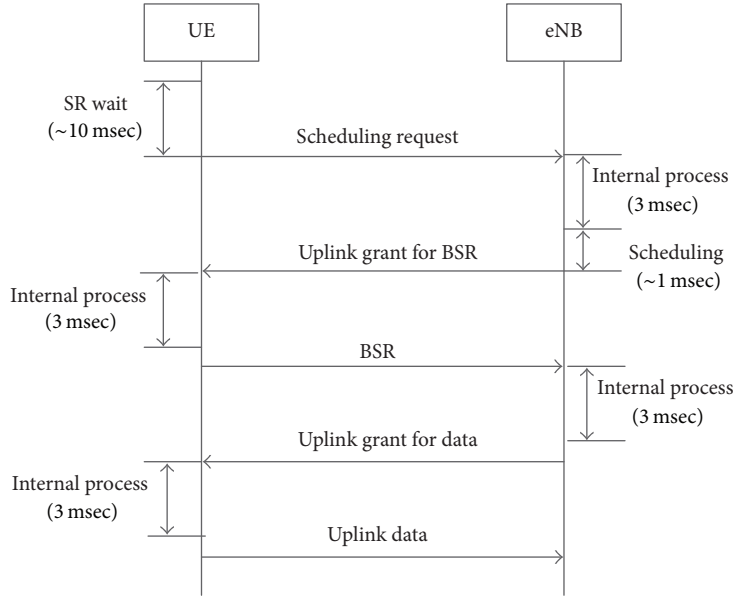 UE
eNB
SR wait
(~10 msec)
Scheduling request
Internal process
(3 msec)
Uplink grant for BSR
Scheduling
(~1 msec)
Internal process
(3 msec)
BSR
Internal process
(3 msec)
Uplink grant for data
Internal process
(3 msec)
Uplink data